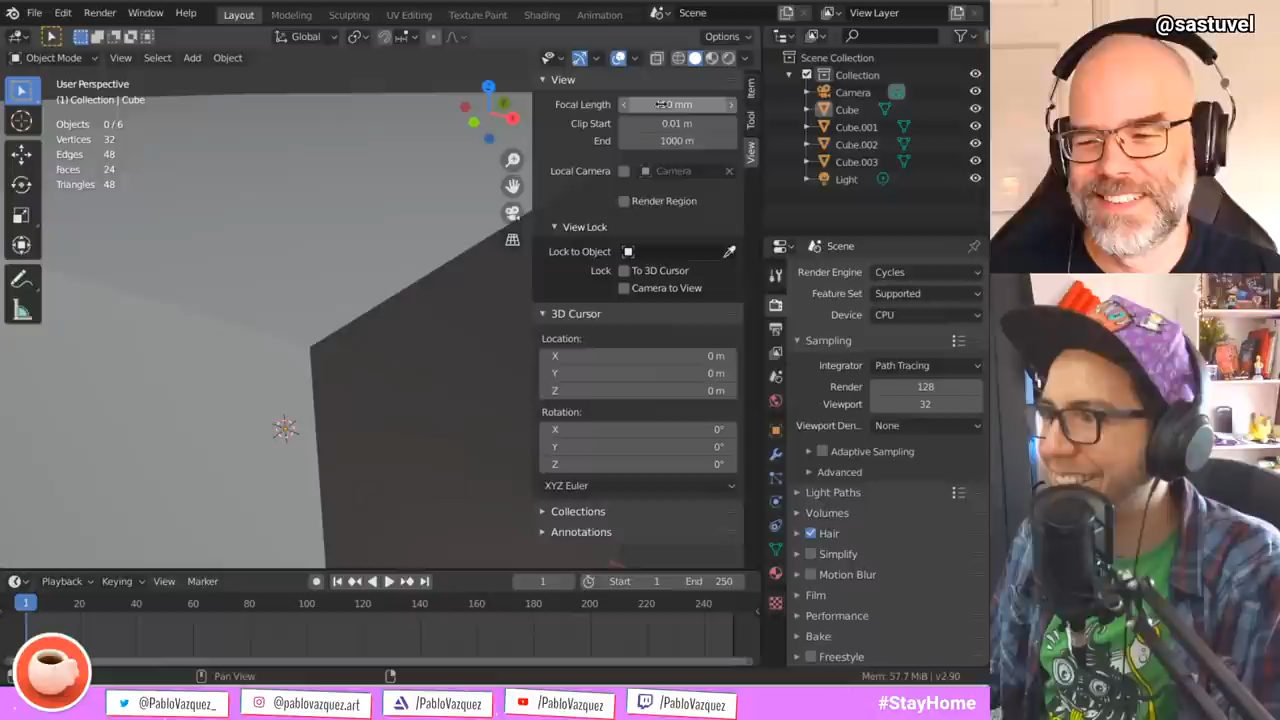 File Edit Render Window Help Layout Modeling Sculpting UV Editing Texture Paint Shading Animation Scene View Layer
Global Options
Object Mode View Select Add Object
User Perspective
(1) Collection | Cube
Objects 0/6
Vertices 32
Edges 48
Faces 24
Triangles 48
View
Focal Length
Clip Start 0.01 m
End 1000 m
Local Camera Camera
Render Region
View Lock
Lock to Object
Lock To 3D Cursor
Camera to View
3D Cursor
Location:
X 0 m
Y 0 m
Z 0 m
Rotation:
X 0°
Y 0°
Z 0°
XYZ Euler
Collections
Annotations
Item
Tool
View
Scene Collection
Collection
Camera
Cube
Cube.001
Cube.002
Cube.003
Light
Scene
Render Engine Cycles
Feature Set Supported
Device CPU
Sampling
Integrator Path Tracing
Render 128
Viewport 32
Viewport Den.. None
Adaptive Sampling
Advanced
Light Paths
Volumes
Hair
Simplify
Motion Blur
Film
Performance
Bake
Freestyle
Playback Keying View Marker 1 Start 1 End 250
1 20 40 60 80 100 120 140 160 180 200 220 240
Pan View Mem: 57.7 MiB | v2.90
@sastuvel
@PabloVazquez_ @pablovazquez.art /PabloVazquez /PabloVazquez /PabloVazquez #StayHome